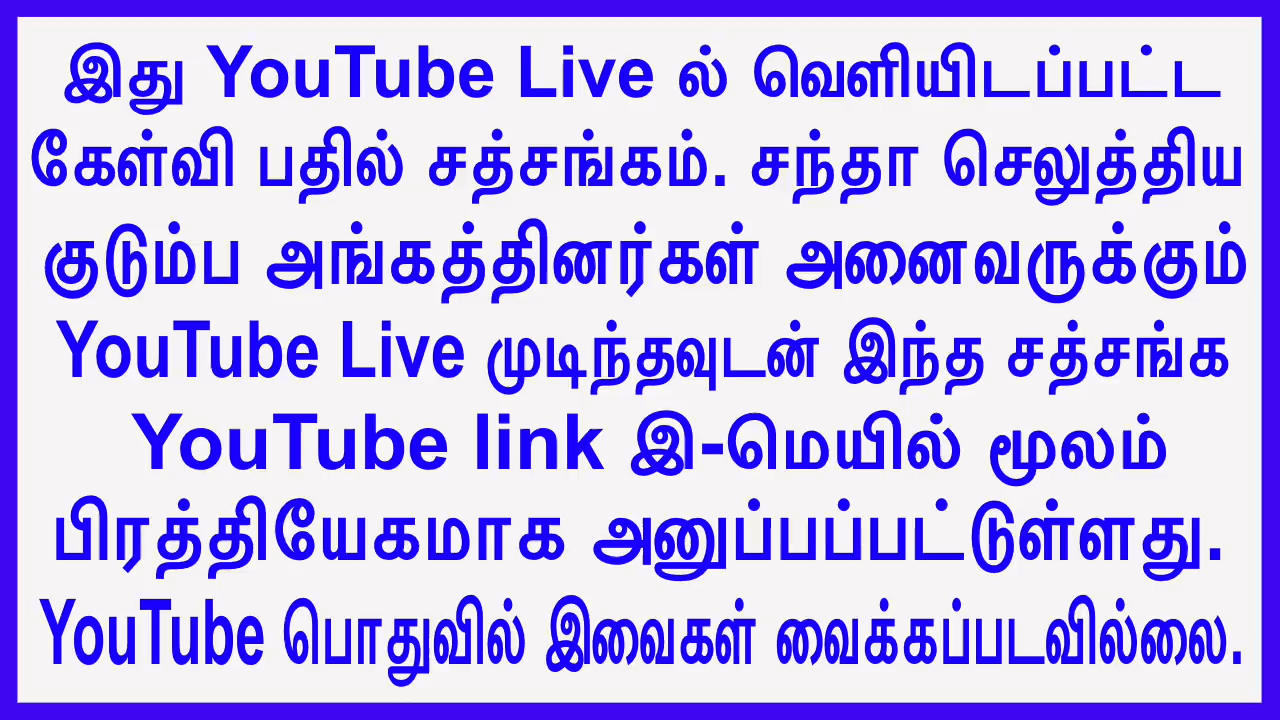 இது YouTube Live ல் வெளியிடப்பட்ட
கேள்வி பதில் சத்சங்கம். சந்தா செலுத்திய
குடும்ப அங்கத்தினர்கள் அனைவருக்கும்
YouTube Live முடிந்தவுடன் இந்த சத்சங்க
YouTube link இ-மெயில் மூலம்
பிரத்தியேகமாக அனுப்பப்பட்டுள்ளது.
YouTube பொதுவில் இவைகள் வைக்கப்படவில்லை.